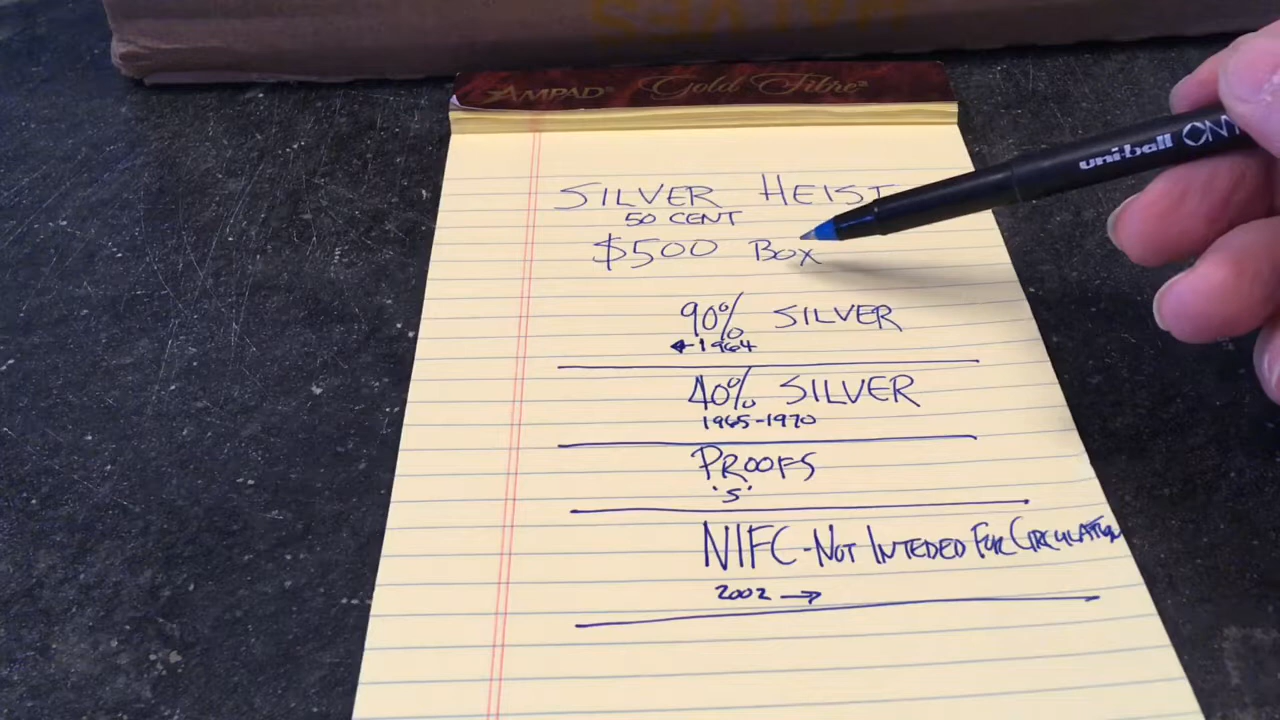 HALVES
AMPAD® Gold Fibre®
uni-ball ONYX
SILVER HEIST
50 CENT
$500 BOX
90% SILVER
←1964
40% SILVER
1965-1970
PROOFS
'S'
NIFC-NOT INTEDED FOR CIRCULATION
2002 →